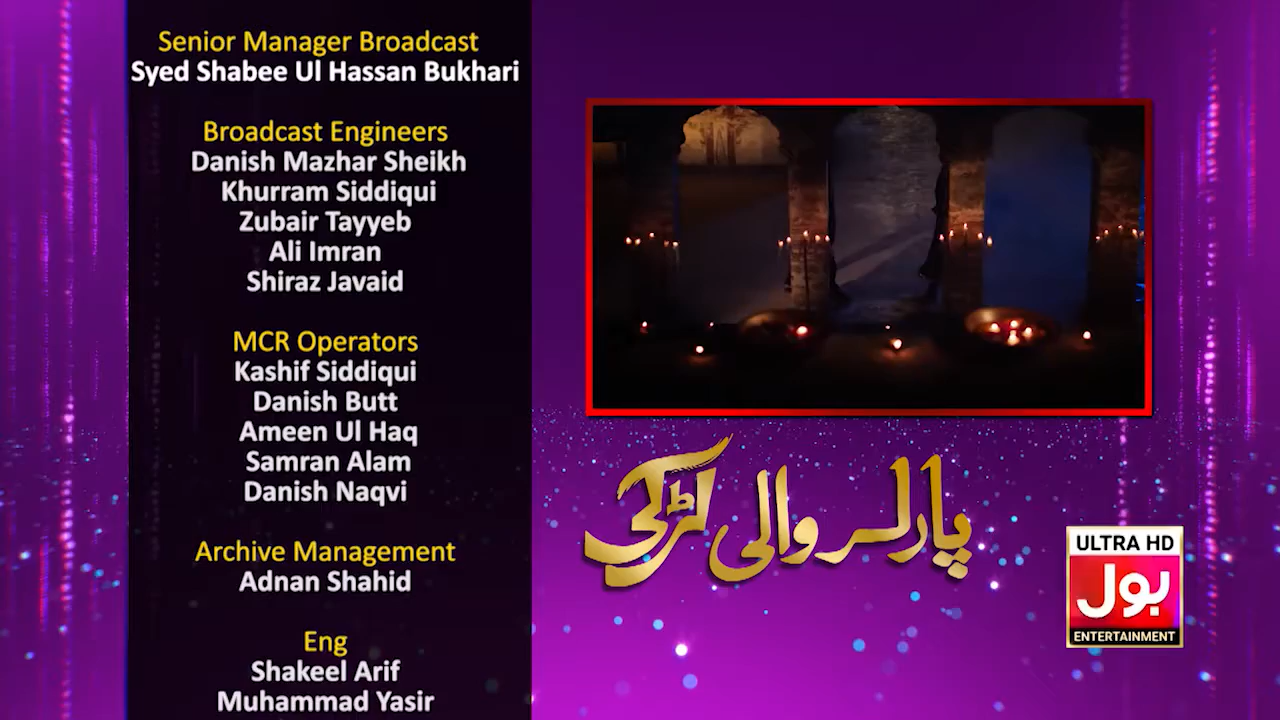 Senior Manager Broadcast
Syed Shabee Ul Hassan Bukhari
Broadcast Engineers
Danish Mazhar Sheikh
Khurram Siddiqui
Zubair Tayyeb
Ali Imran
Shiraz Javaid
MCR Operators
Kashif Siddiqui
Danish Butt
Ameen Ul Haq
Samran Alam
Danish Naqvi
Archive Management
Adnan Shahid
Eng
Shakeel Arif
Muhammad Yasir
پارلر والی لڑکی
ULTRA HD
بول
ENTERTAINMENT